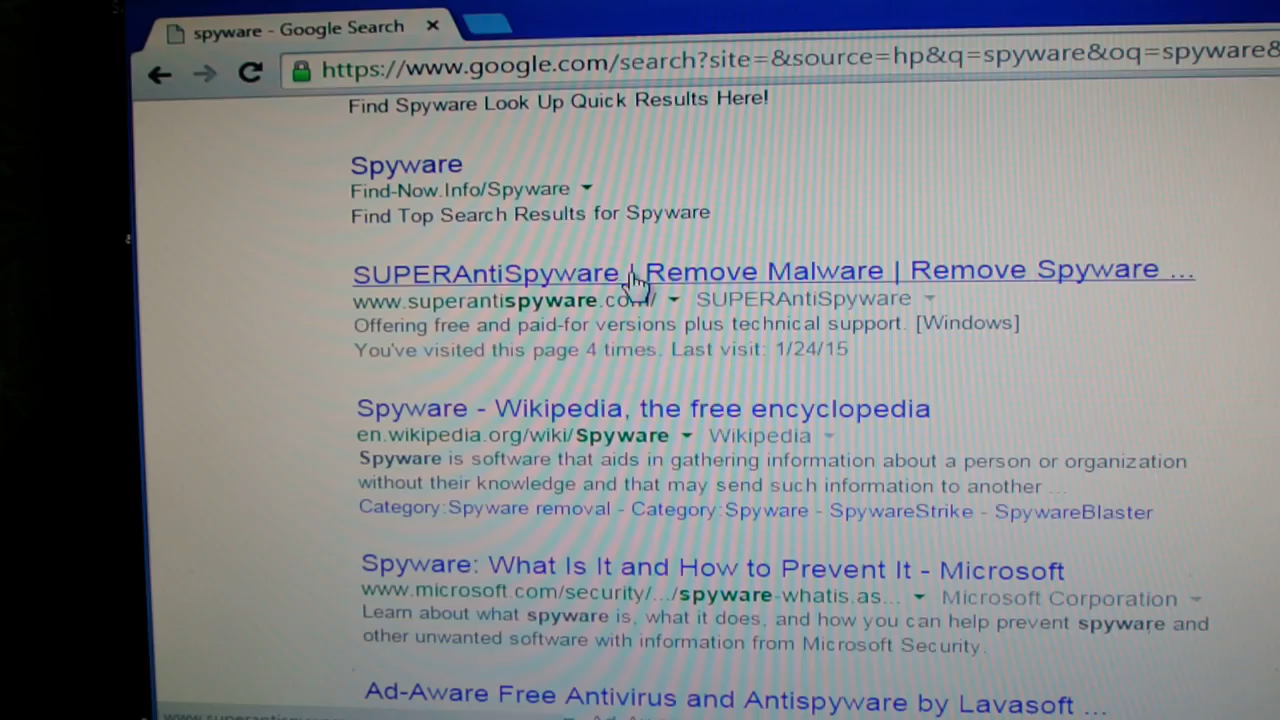 spyware - Google Search
https://www.google.com/search?site=&source=hp&q=spyware&oq=spyware&
Find Spyware Look Up Quick Results Here!
Spyware
Find-Now.Info/Spyware
Find Top Search Results for Spyware
SUPERAntiSpyware | Remove Malware | Remove Spyware ...
www.superantispyware.com/ SUPERAntiSpyware
Offering free and paid-for versions plus technical support. [Windows]
You've visited this page 4 times. Last visit: 1/24/15
Spyware - Wikipedia, the free encyclopedia
en.wikipedia.org/wiki/Spyware Wikipedia
Spyware is software that aids in gathering information about a person or organization
without their knowledge and that may send such information to another ...
Category:Spyware removal - Category:Spyware - SpywareStrike - SpywareBlaster
Spyware: What Is It and How to Prevent It - Microsoft
www.microsoft.com/security/.../spyware-whatis.as... Microsoft Corporation
Learn about what spyware is, what it does, and how you can help prevent spyware and
other unwanted software with information from Microsoft Security.
Ad-Aware Free Antivirus and Antispyware by Lavasoft ...